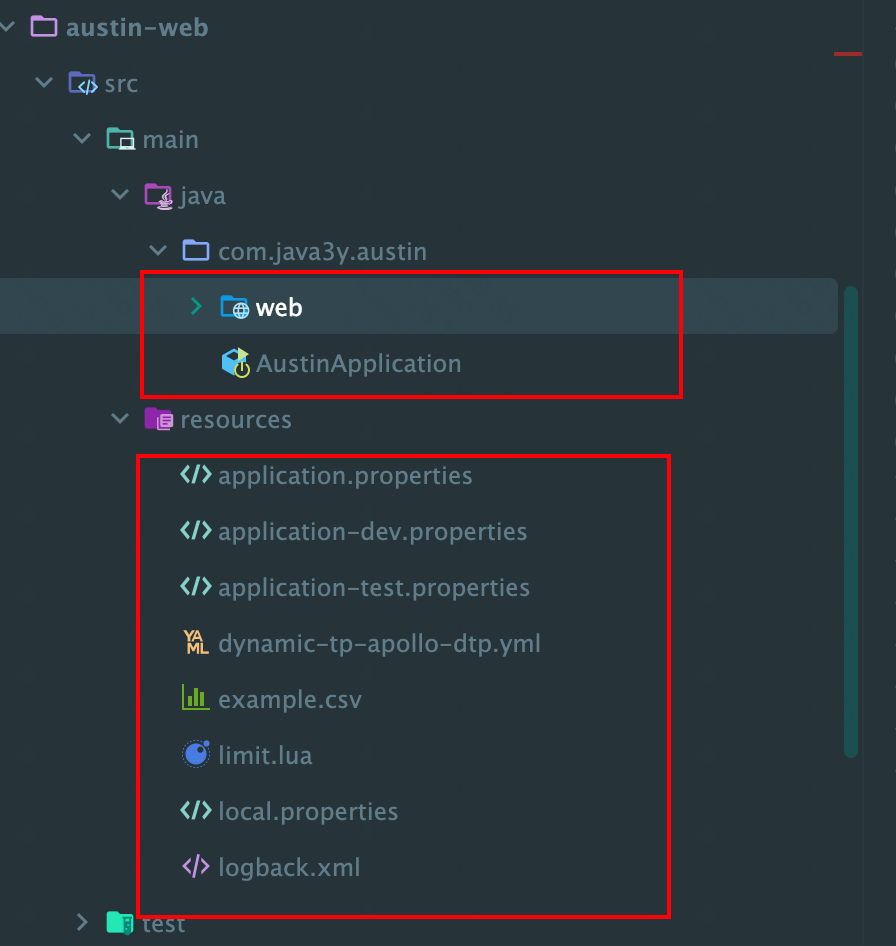 austin-web
src
main
java
com.java3y.austin
web
AustinApplication
resources
application.properties
application-dev.properties
application-test.properties
YAML dynamic-tp-apollo-dtp.yml
example.csv
limit.lua
local.properties
logback.xml
test